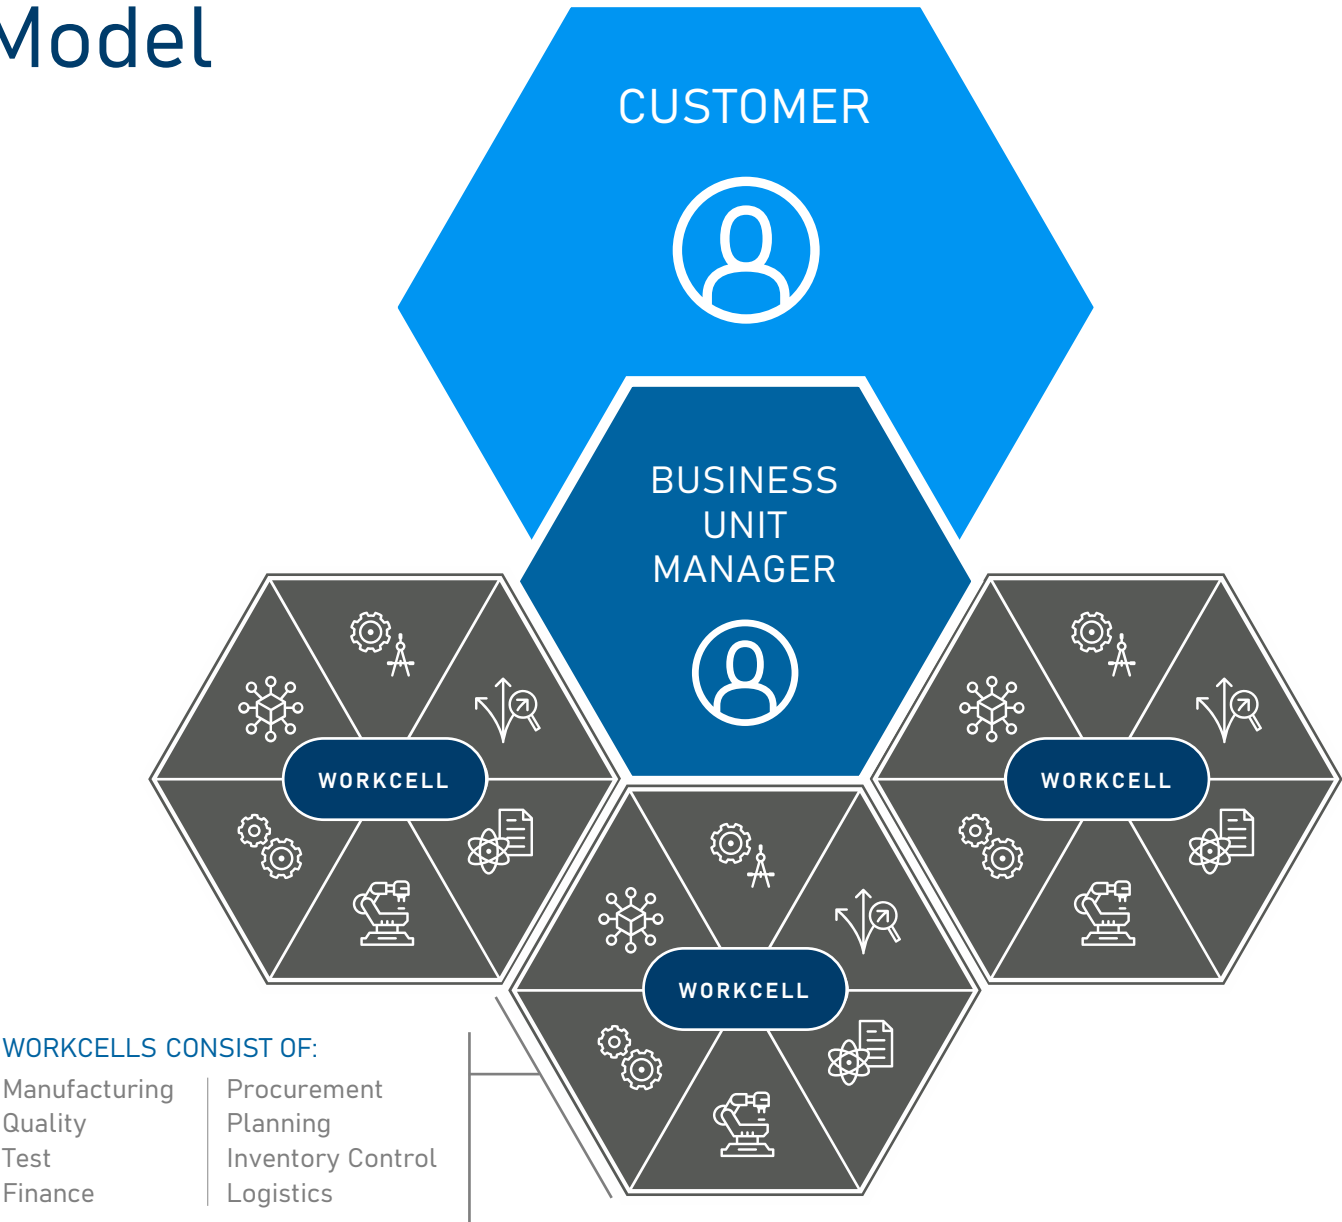 Model
CUSTOMER
BUSINESS
UNIT
MANAGER
WORKCELL
WORKCELL
WORKCELL
WORKCELLS CONSIST OF:
Manufacturing
Quality
Test
Finance
Procurement
Planning
Inventory Control
Logistics